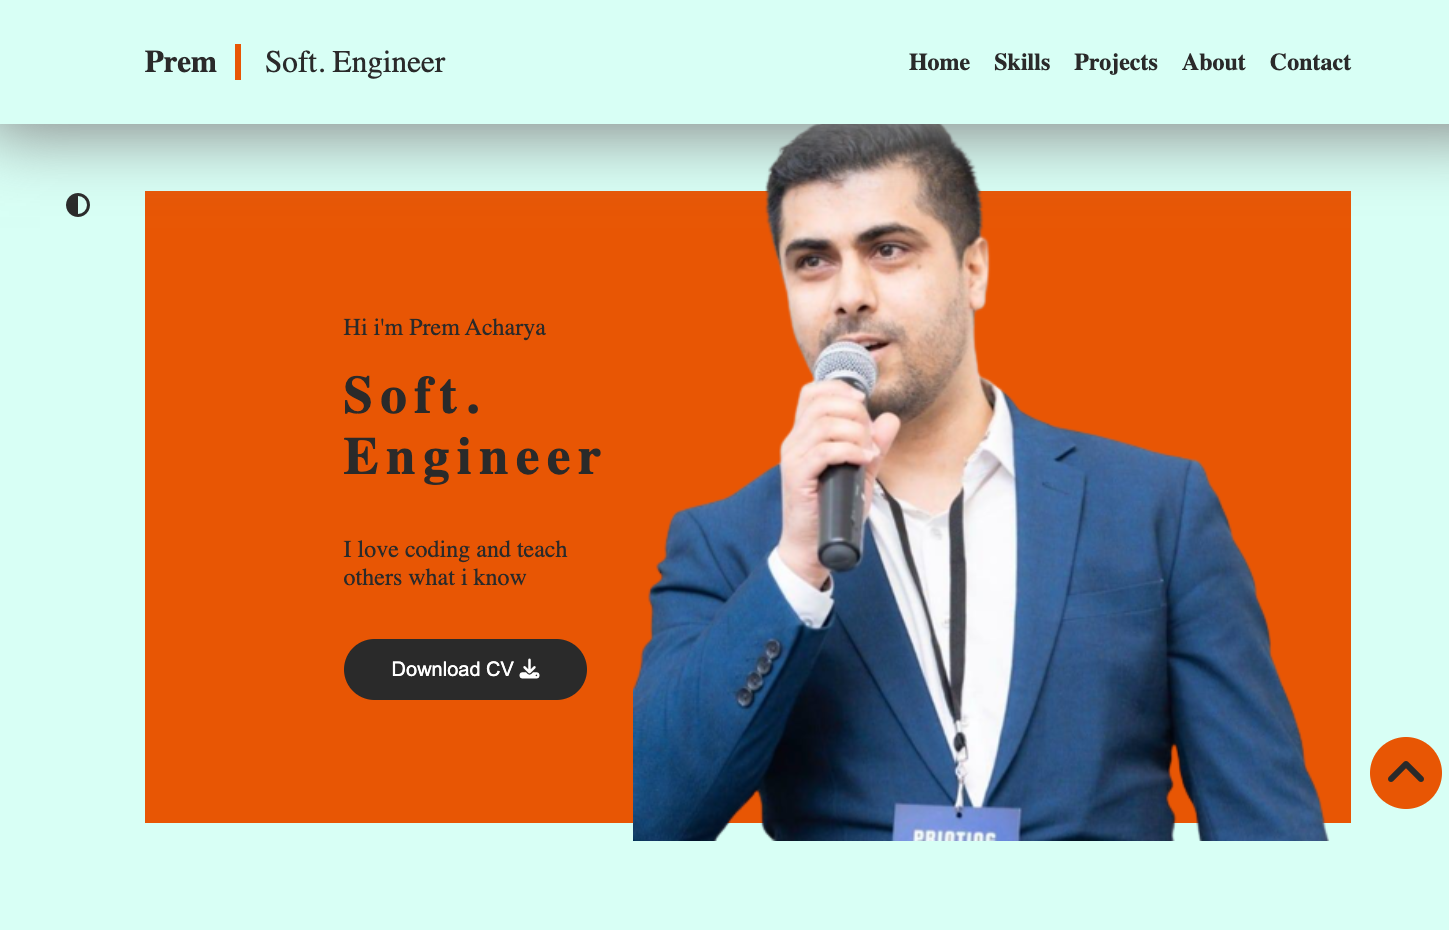 Prem
Soft. Engineer
Home Skills Projects About Contact
Hi i'm Prem Acharya
Soft.
Engineer
I love coding and teach
others what i know
Download CV